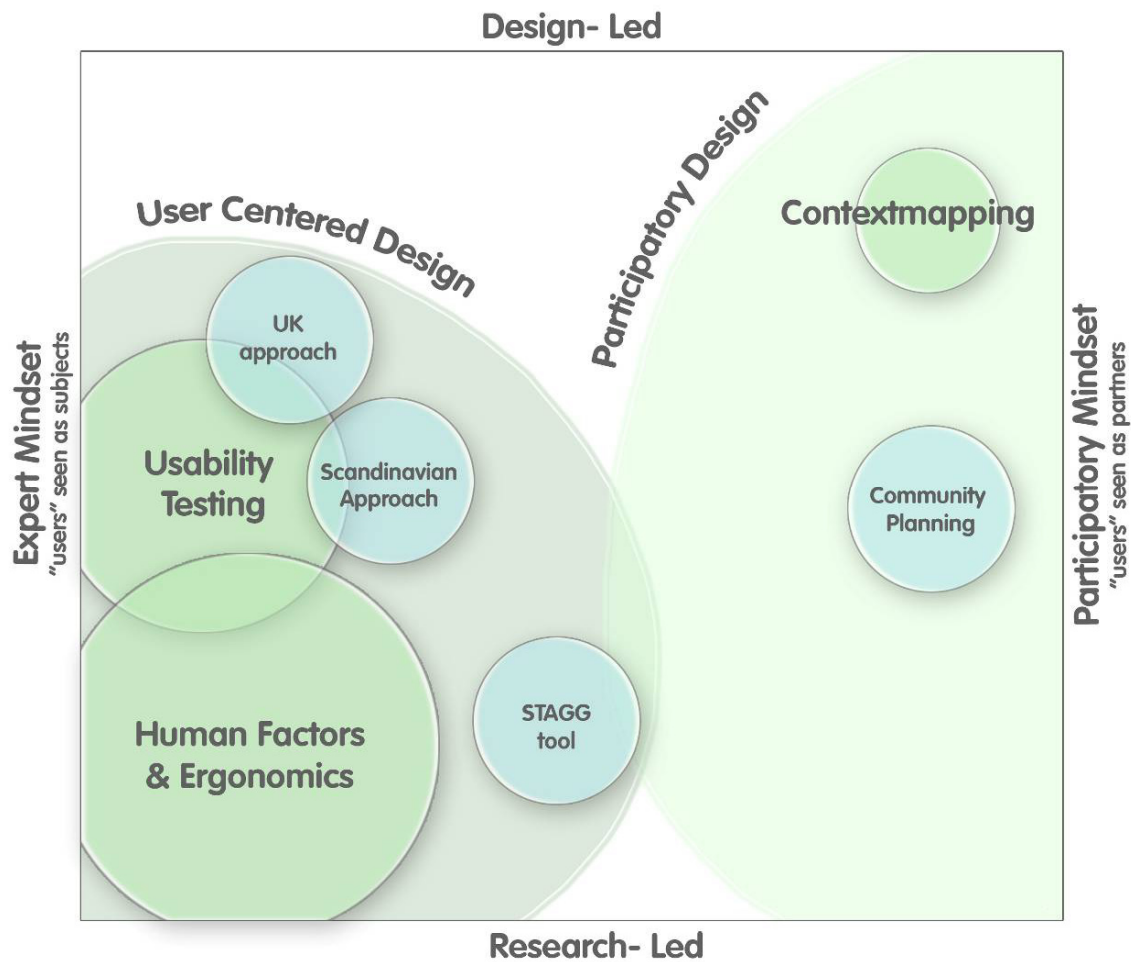 Design- Led
User Centered Design
Participatory Design
Contextmapping
UK
approach
Expert Mindset
"users" seen as subjects
Participatory Mindset
"users" seen as partners
Usability
Testing
Scandinavian
Approach
Community
Planning
STAGG
tool
Human Factors
& Ergonomics
Research- Led